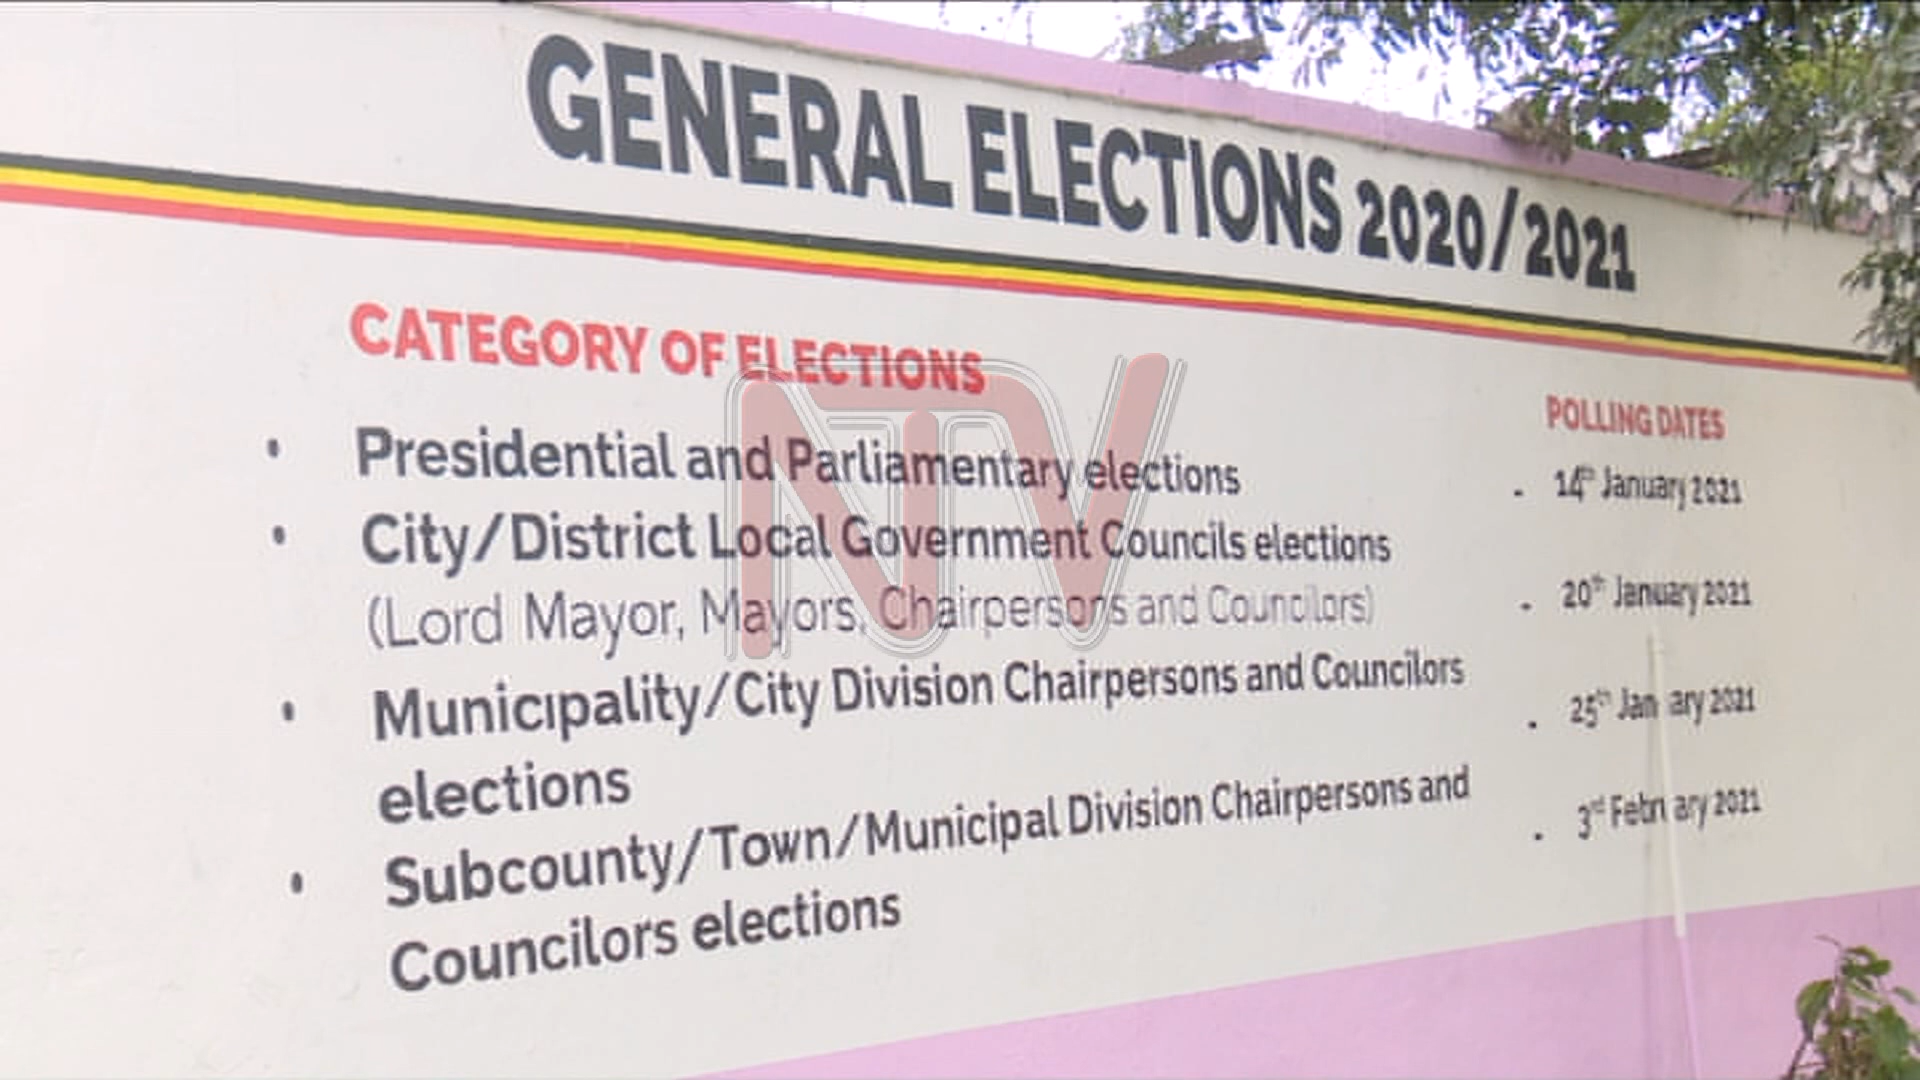 GENERAL ELECTIONS 2020/2021
CATEGORY OF ELECTIONS
POLLING DATES
• Presidential and Parliamentary elections
• 14th January 2021
• City/District Local Government Councils elections
(Lord Mayor, Mayors, Chairpersons and Councilors)
• 20th January 2021
• Municipality/City Division Chairpersons and Councilors
elections
• 25th January 2021
• Subcounty/Town/Municipal Division Chairpersons and
Councilors elections
• 3rd February 2021
NTV